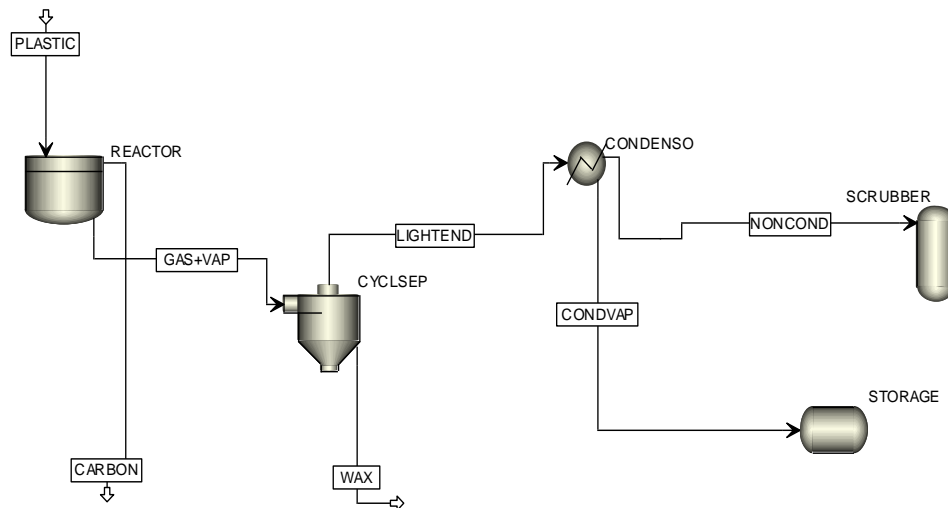 PLASTIC
REACTOR
CONDENSO
SCRUBBER
LIGHTEND
NONCOND
GAS+VAP
CYCLSEP
CONDVAP
STORAGE
CARBON
WAX